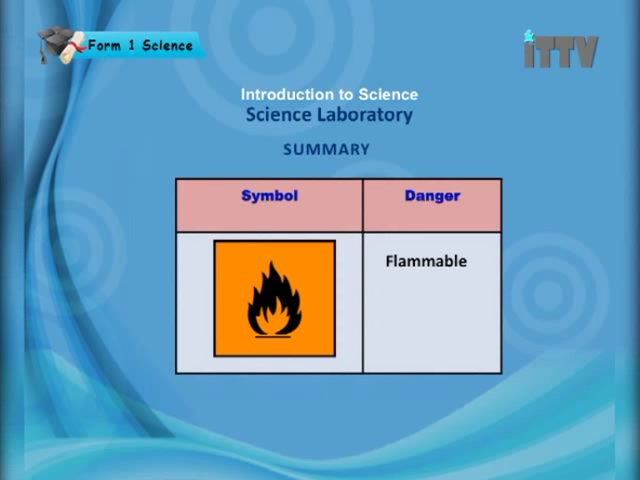 Form 1 Science
iTTV
Introduction to Science
Science Laboratory
SUMMARY
Symbol
Danger
Flammable